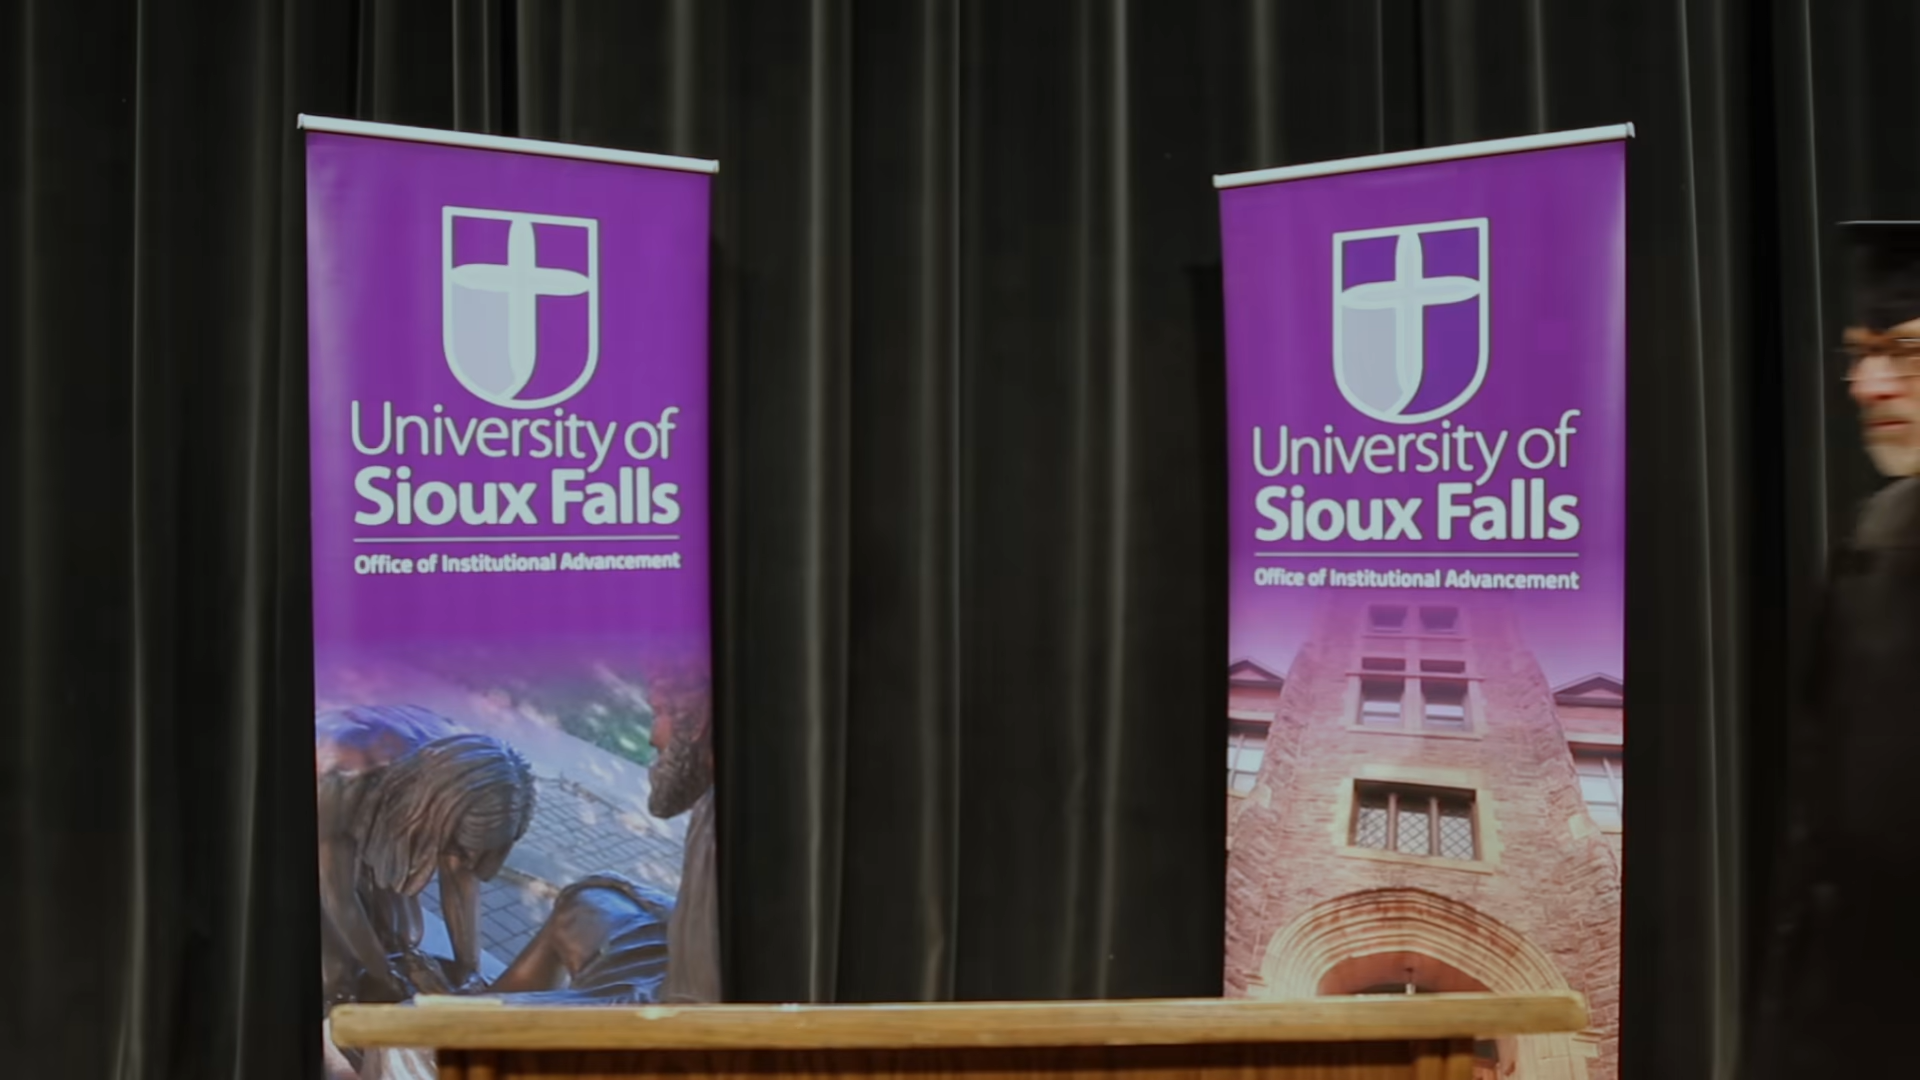 University of
Sioux Falls
Office of Institutional Advancement
University of
Sioux Falls
Office of Institutional Advancement